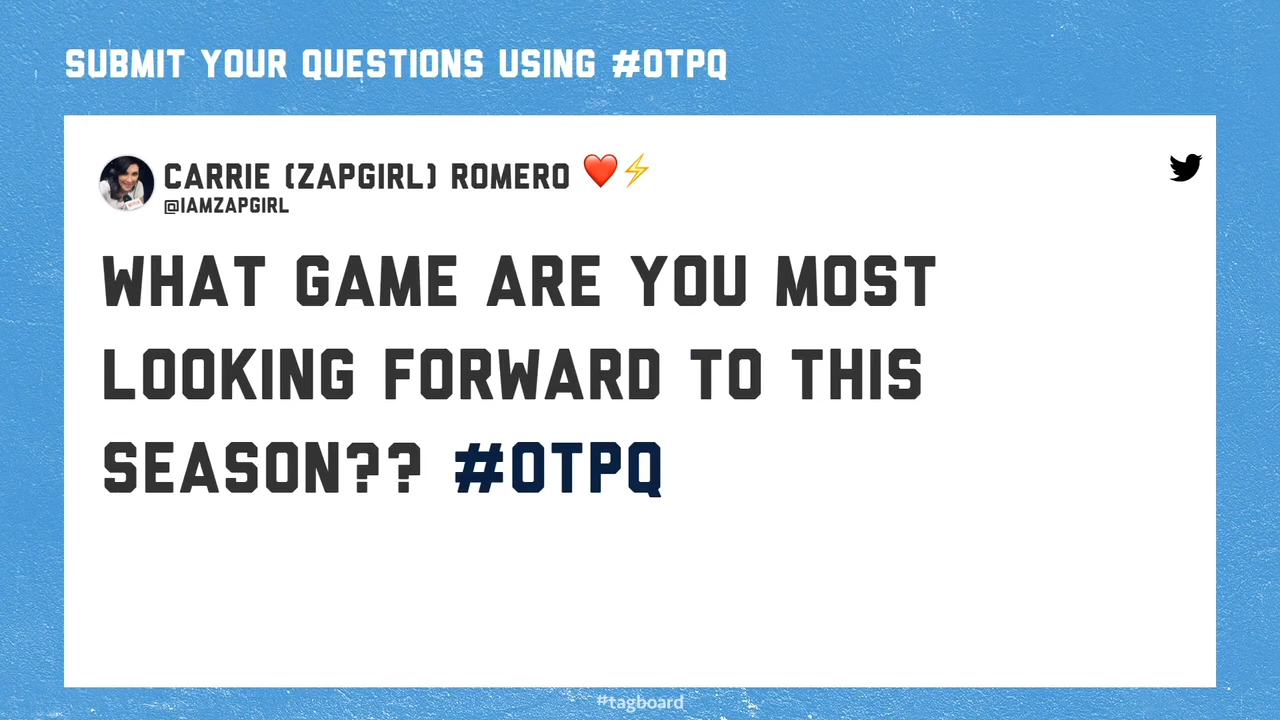 SUBMIT YOUR QUESTIONS USING #OTPQ
CARRIE (ZAPGIRL) ROMERO ❤️⚡
@IAMZAPGIRL
WHAT GAME ARE YOU MOST
LOOKING FORWARD TO THIS
SEASON?? #OTPQ
#tagboard